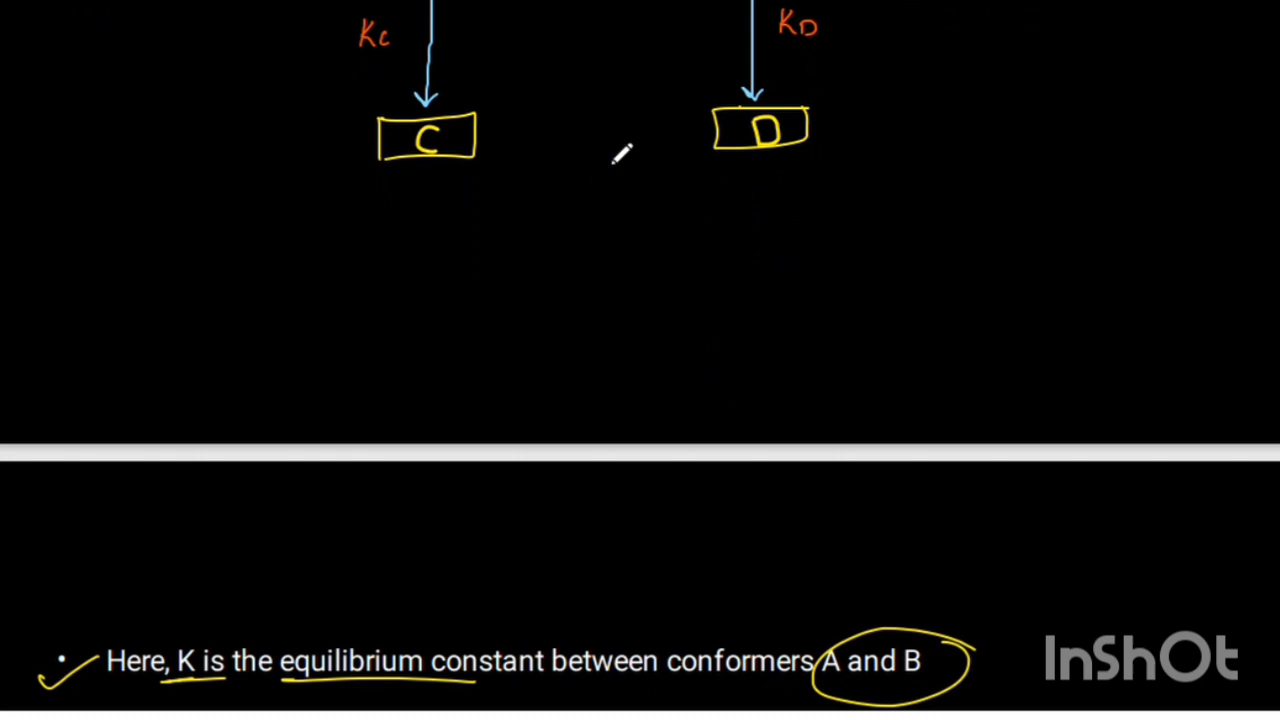 Kc KD
C D
• Here, K is the equilibrium constant between conformers A and B
InShOt